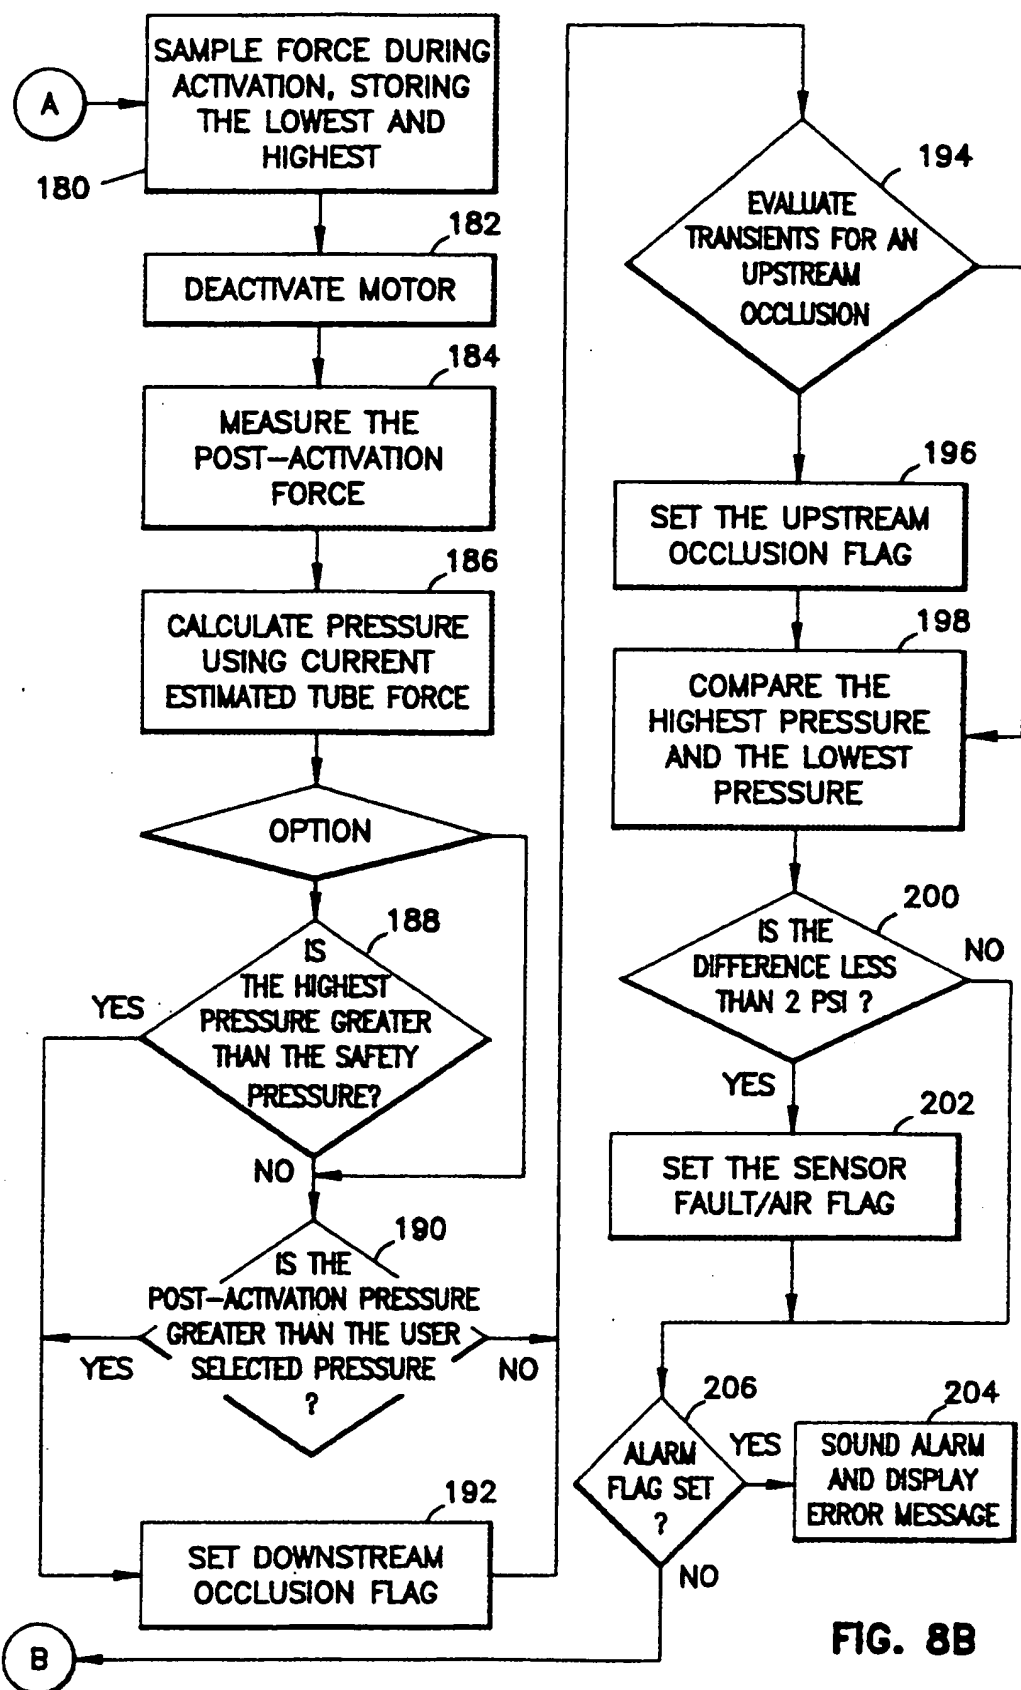 A
SAMPLE FORCE DURING
ACTIVATION, STORING
THE LOWEST AND
HIGHEST
180
182
DEACTIVATE MOTOR
184
MEASURE THE
POST-ACTIVATION
FORCE
186
CALCULATE PRESSURE
USING CURRENT
ESTIMATED TUBE FORCE
OPTION
188
IS
THE HIGHEST
PRESSURE GREATER
THAN THE SAFETY
PRESSURE?
YES
NO
190
IS THE
POST-ACTIVATION PRESSURE
GREATER THAN THE USER
SELECTED PRESSURE
?
YES
NO
192
SET DOWNSTREAM
OCCLUSION FLAG
B
194
EVALUATE
TRANSIENTS FOR AN
UPSTREAM
OCCLUSION
196
SET THE UPSTREAM
OCCLUSION FLAG
198
COMPARE THE
HIGHEST PRESSURE
AND THE LOWEST
PRESSURE
200
IS THE
DIFFERENCE LESS
THAN 2 PSI ?
NO
YES
202
SET THE SENSOR
FAULT/AIR FLAG
206
ALARM
FLAG SET
?
YES
NO
204
SOUND ALARM
AND DISPLAY
ERROR MESSAGE
FIG. 8B